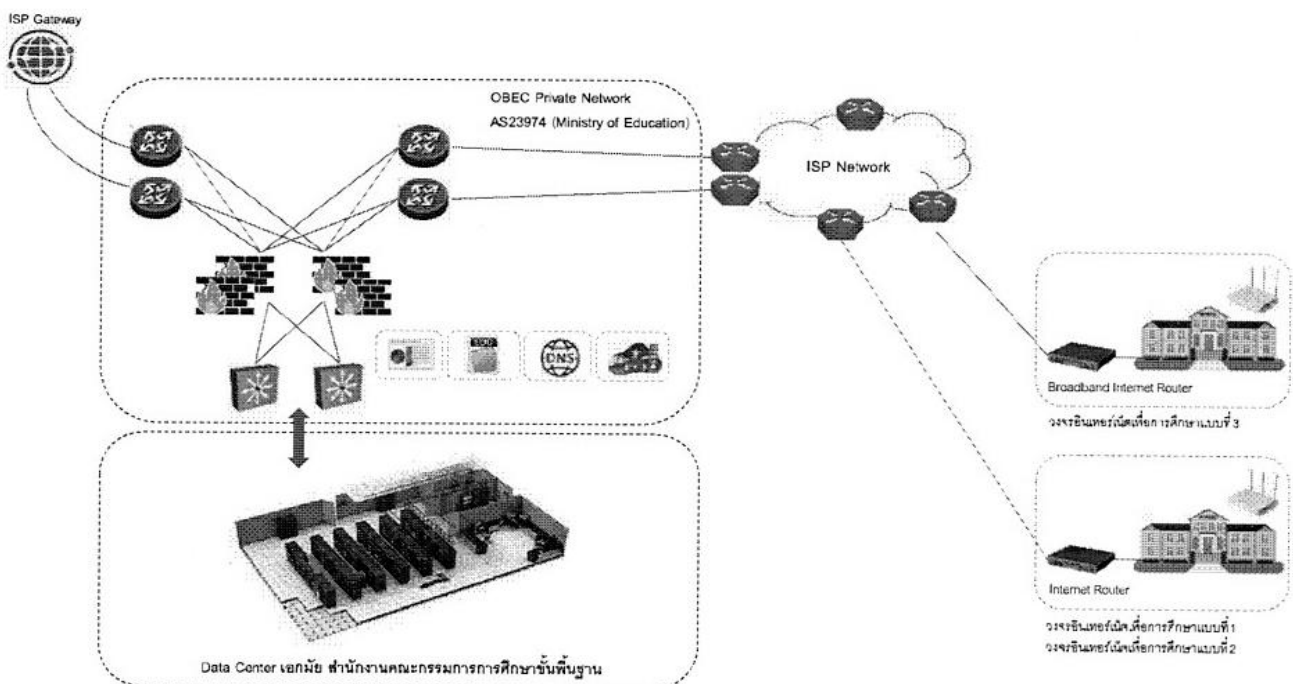 ISP Gateway
OBEC Private Network
AS23974 (Ministry of Education)
ISP Network
DNS
Broadband Internet Router
วงจรอินเทอร์เน็ตเพื่อการศึกษาแบบที่ 3
Internet Router
วงจรอินเทอร์เน็ตเพื่อการศึกษาแบบที่ 1
วงจรอินเทอร์เน็ตเพื่อการศึกษาแบบที่ 2
Data Center เอกมัย สำนักงานคณะกรรมการการศึกษาขั้นพื้นฐาน